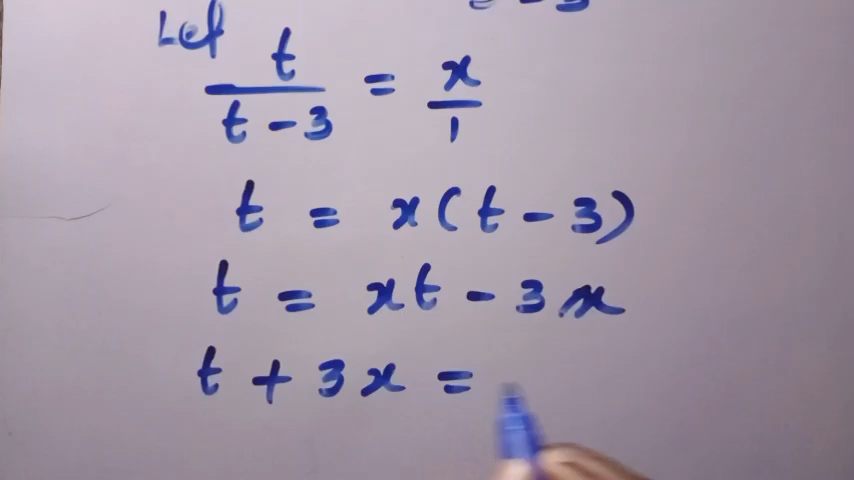 Let
t/(t - 3) = x/1
t = x(t - 3)
t = xt - 3x
t + 3x =